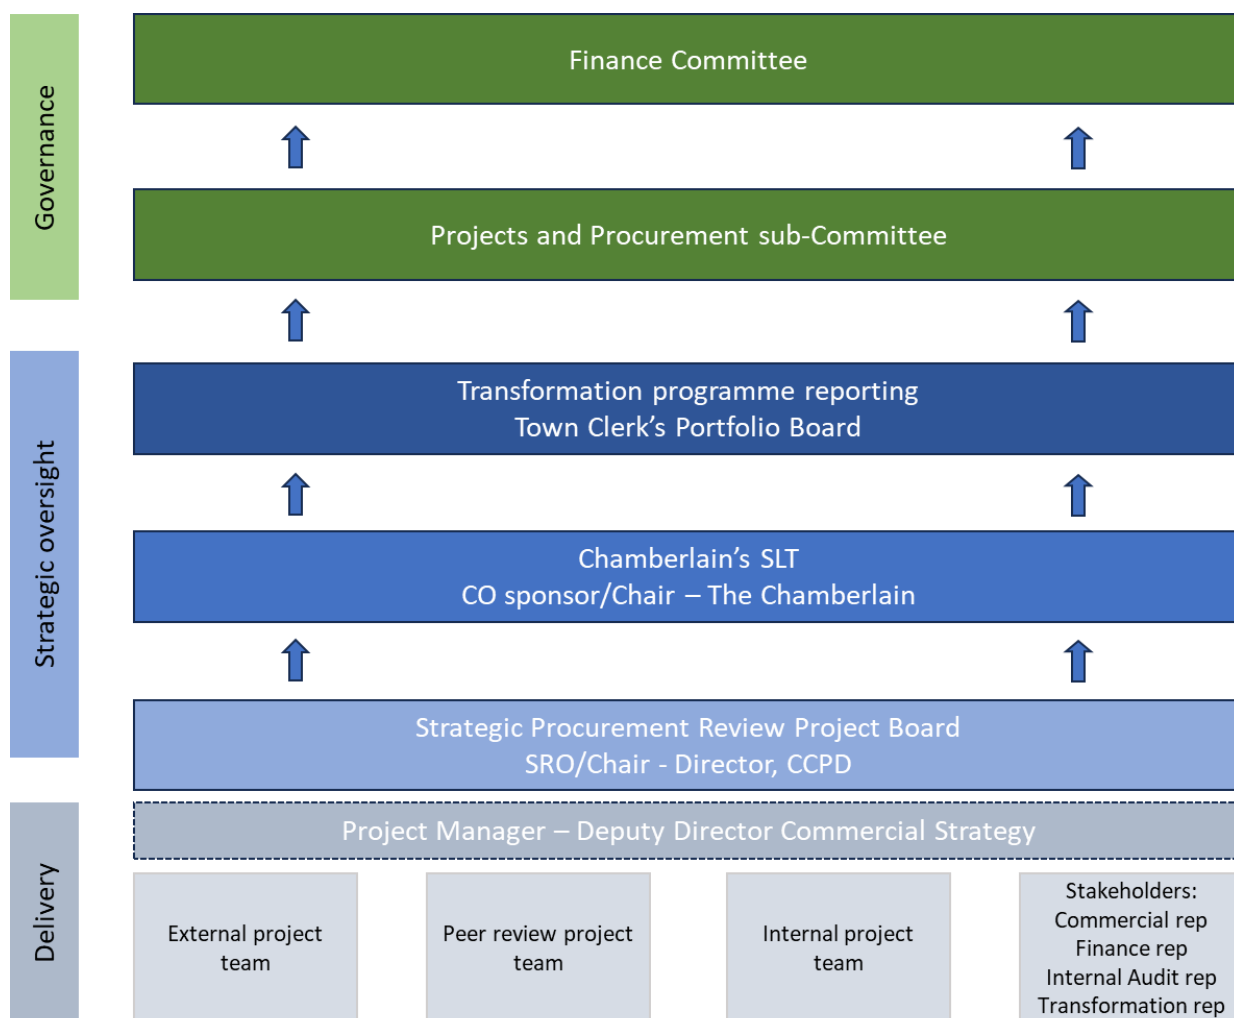 Governance
Finance Committee
Projects and Procurement sub-Committee
Strategic oversight
Transformation programme reporting
Town Clerk’s Portfolio Board
Chamberlain’s SLT
CO sponsor/Chair – The Chamberlain
Strategic Procurement Review Project Board
SRO/Chair - Director, CCPD
Delivery
Project Manager – Deputy Director Commercial Strategy
External project
team
Peer review project
team
Internal project
team
Stakeholders:
Commercial rep
Finance rep
Internal Audit rep
Transformation rep